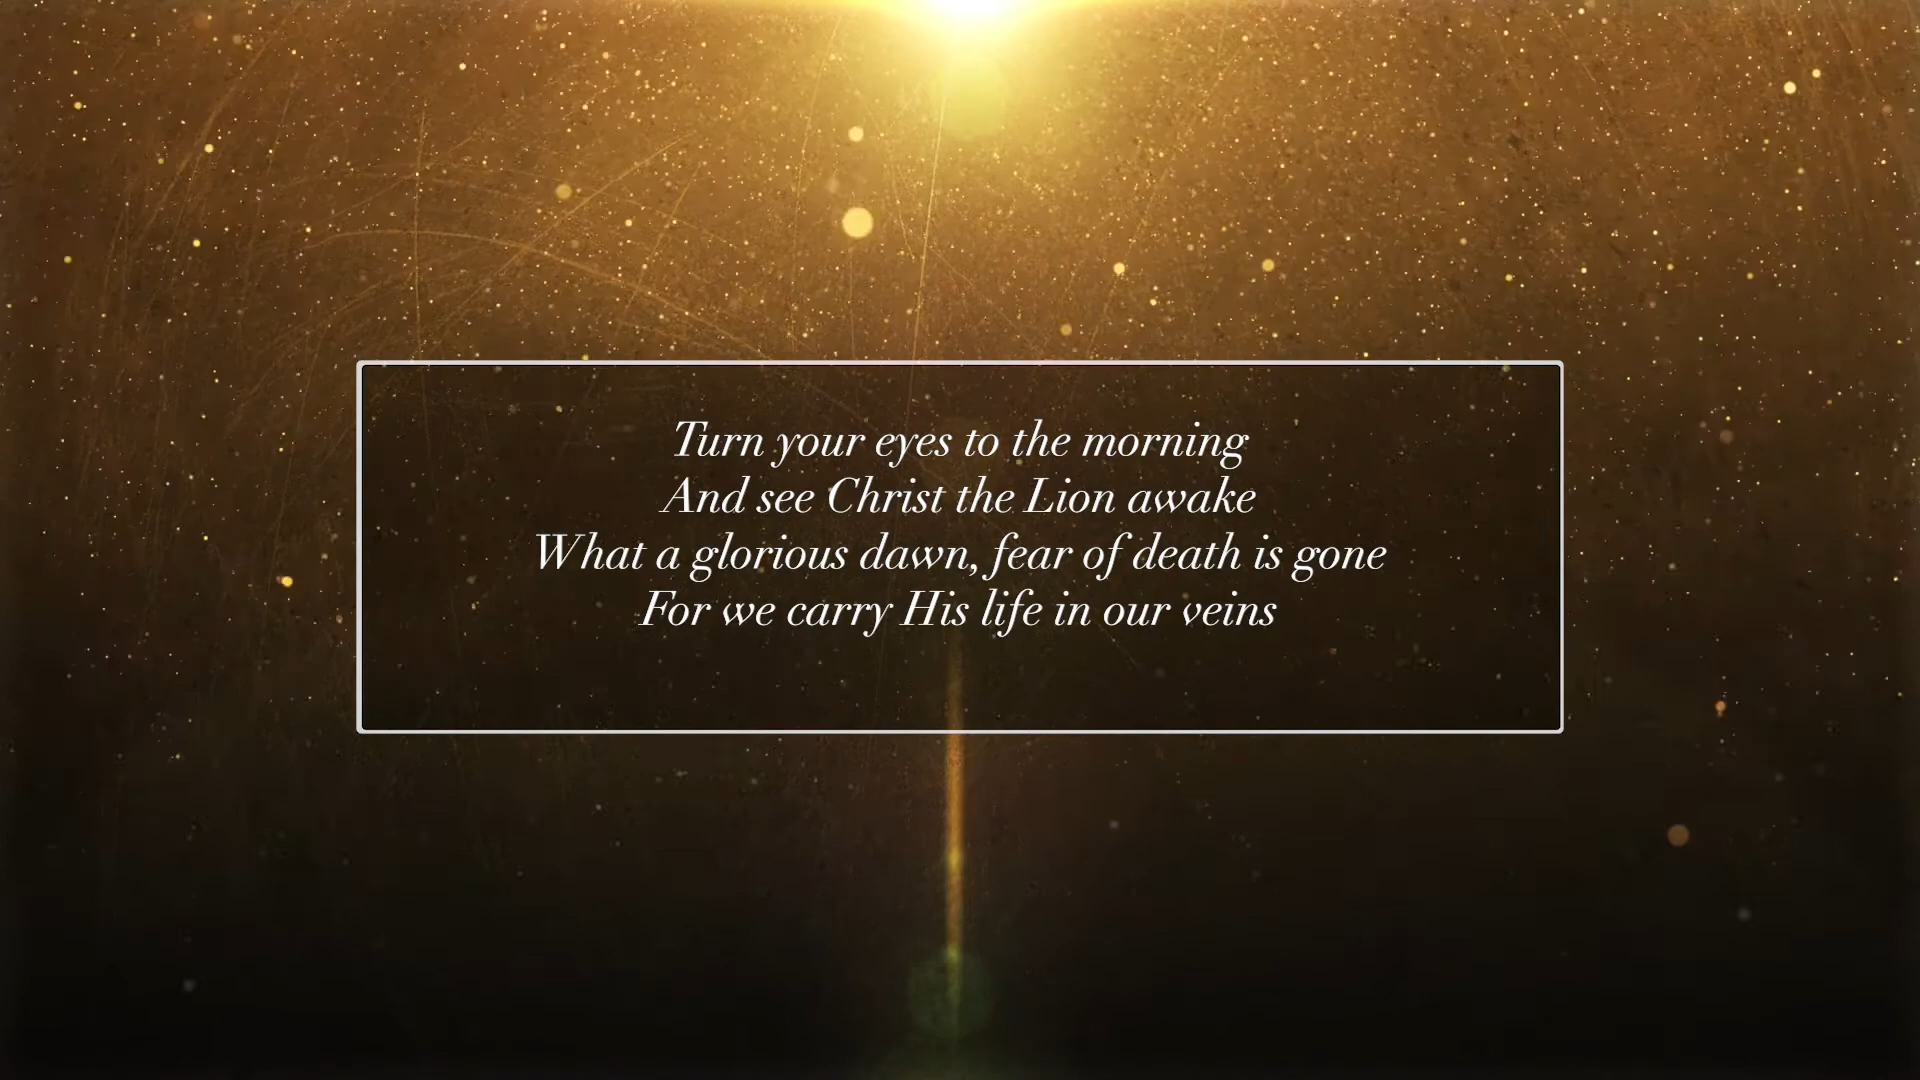 Turn your eyes to the morning
And see Christ the Lion awake
What a glorious dawn, fear of death is gone
For we carry His life in our veins